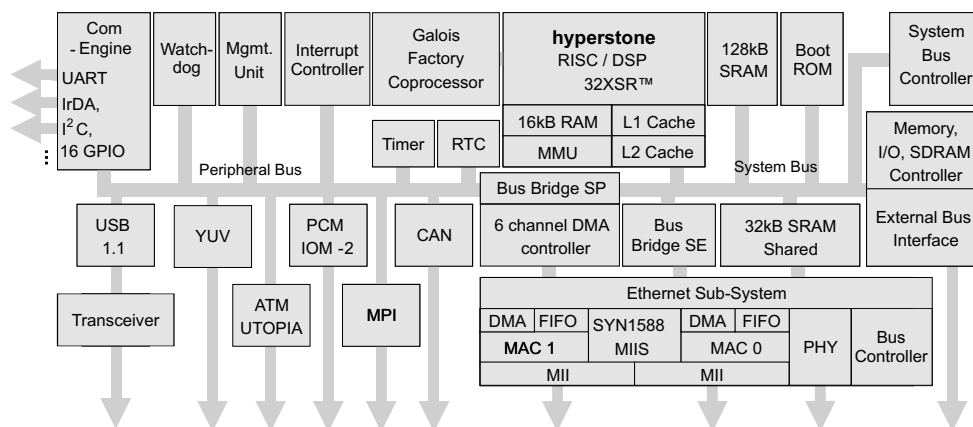 Com
- Engine
UART
IrDA,
I² C,
16 GPIO
...
Watch-
dog
Mgmt.
Unit
Interrupt
Controller
Galois
Factory
Coprocessor
hyperstone
RISC / DSP
32XSR™
16kB RAM
L1 Cache
MMU
L2 Cache
128kB
SRAM
Boot
ROM
System
Bus
Controller
Timer
RTC
Memory,
I/O, SDRAM
Controller
External Bus
Interface
Peripheral Bus
System Bus
Bus Bridge SP
6 channel DMA
controller
USB
1.1
YUV
PCM
IOM -2
CAN
Bus
Bridge SE
32kB SRAM
Shared
Transceiver
ATM
UTOPIA
MPI
Ethernet Sub-System
DMA
FIFO
MAC 1
SYN1588
MIIS
DMA
FIFO
MAC 0
MII
MII
PHY
Bus
Controller